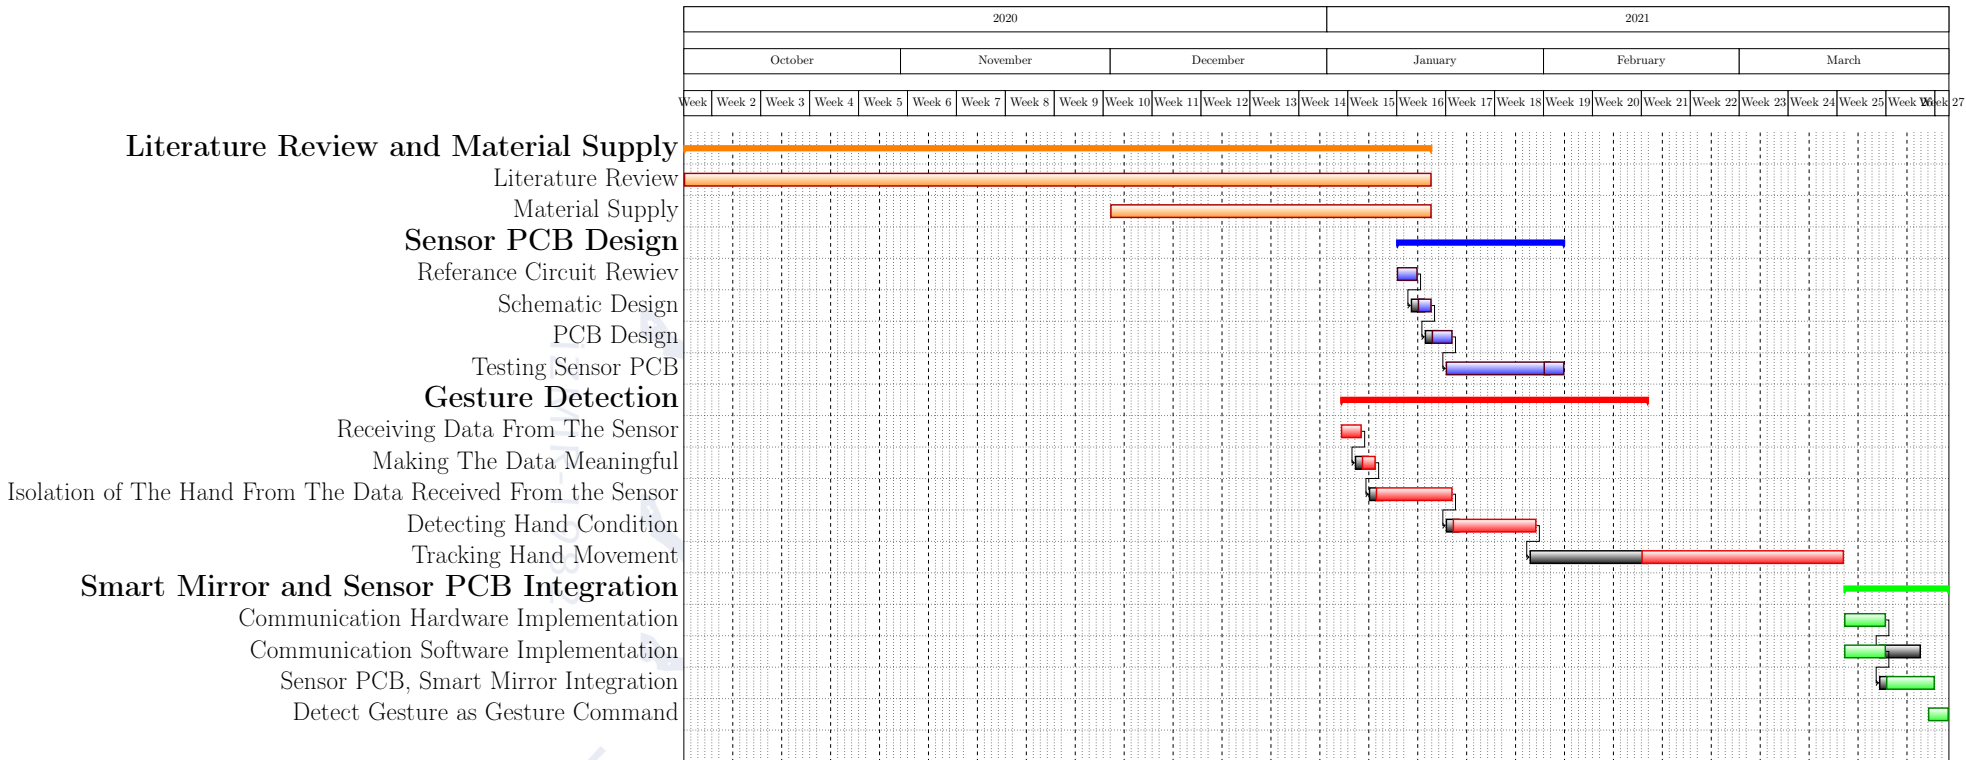 2020 2021
October November December January February March
Week Week 2 Week 3 Week 4 Week 5 Week 6 Week 7 Week 8 Week 9 Week 10 Week 11 Week 12 Week 13 Week 14 Week 15 Week 16 Week 17 Week 18 Week 19 Week 20 Week 21 Week 22 Week 23 Week 24 Week 25 Week 26 Week 27
Literature Review and Material Supply
Literature Review
Material Supply
Sensor PCB Design
Referance Circuit Rewiev
Schematic Design
PCB Design
Testing Sensor PCB
Gesture Detection
Receiving Data From The Sensor
Making The Data Meaningful
Isolation of The Hand From The Data Received From the Sensor
Detecting Hand Condition
Tracking Hand Movement
Smart Mirror and Sensor PCB Integration
Communication Hardware Implementation
Communication Software Implementation
Sensor PCB, Smart Mirror Integration
Detect Gesture as Gesture Command